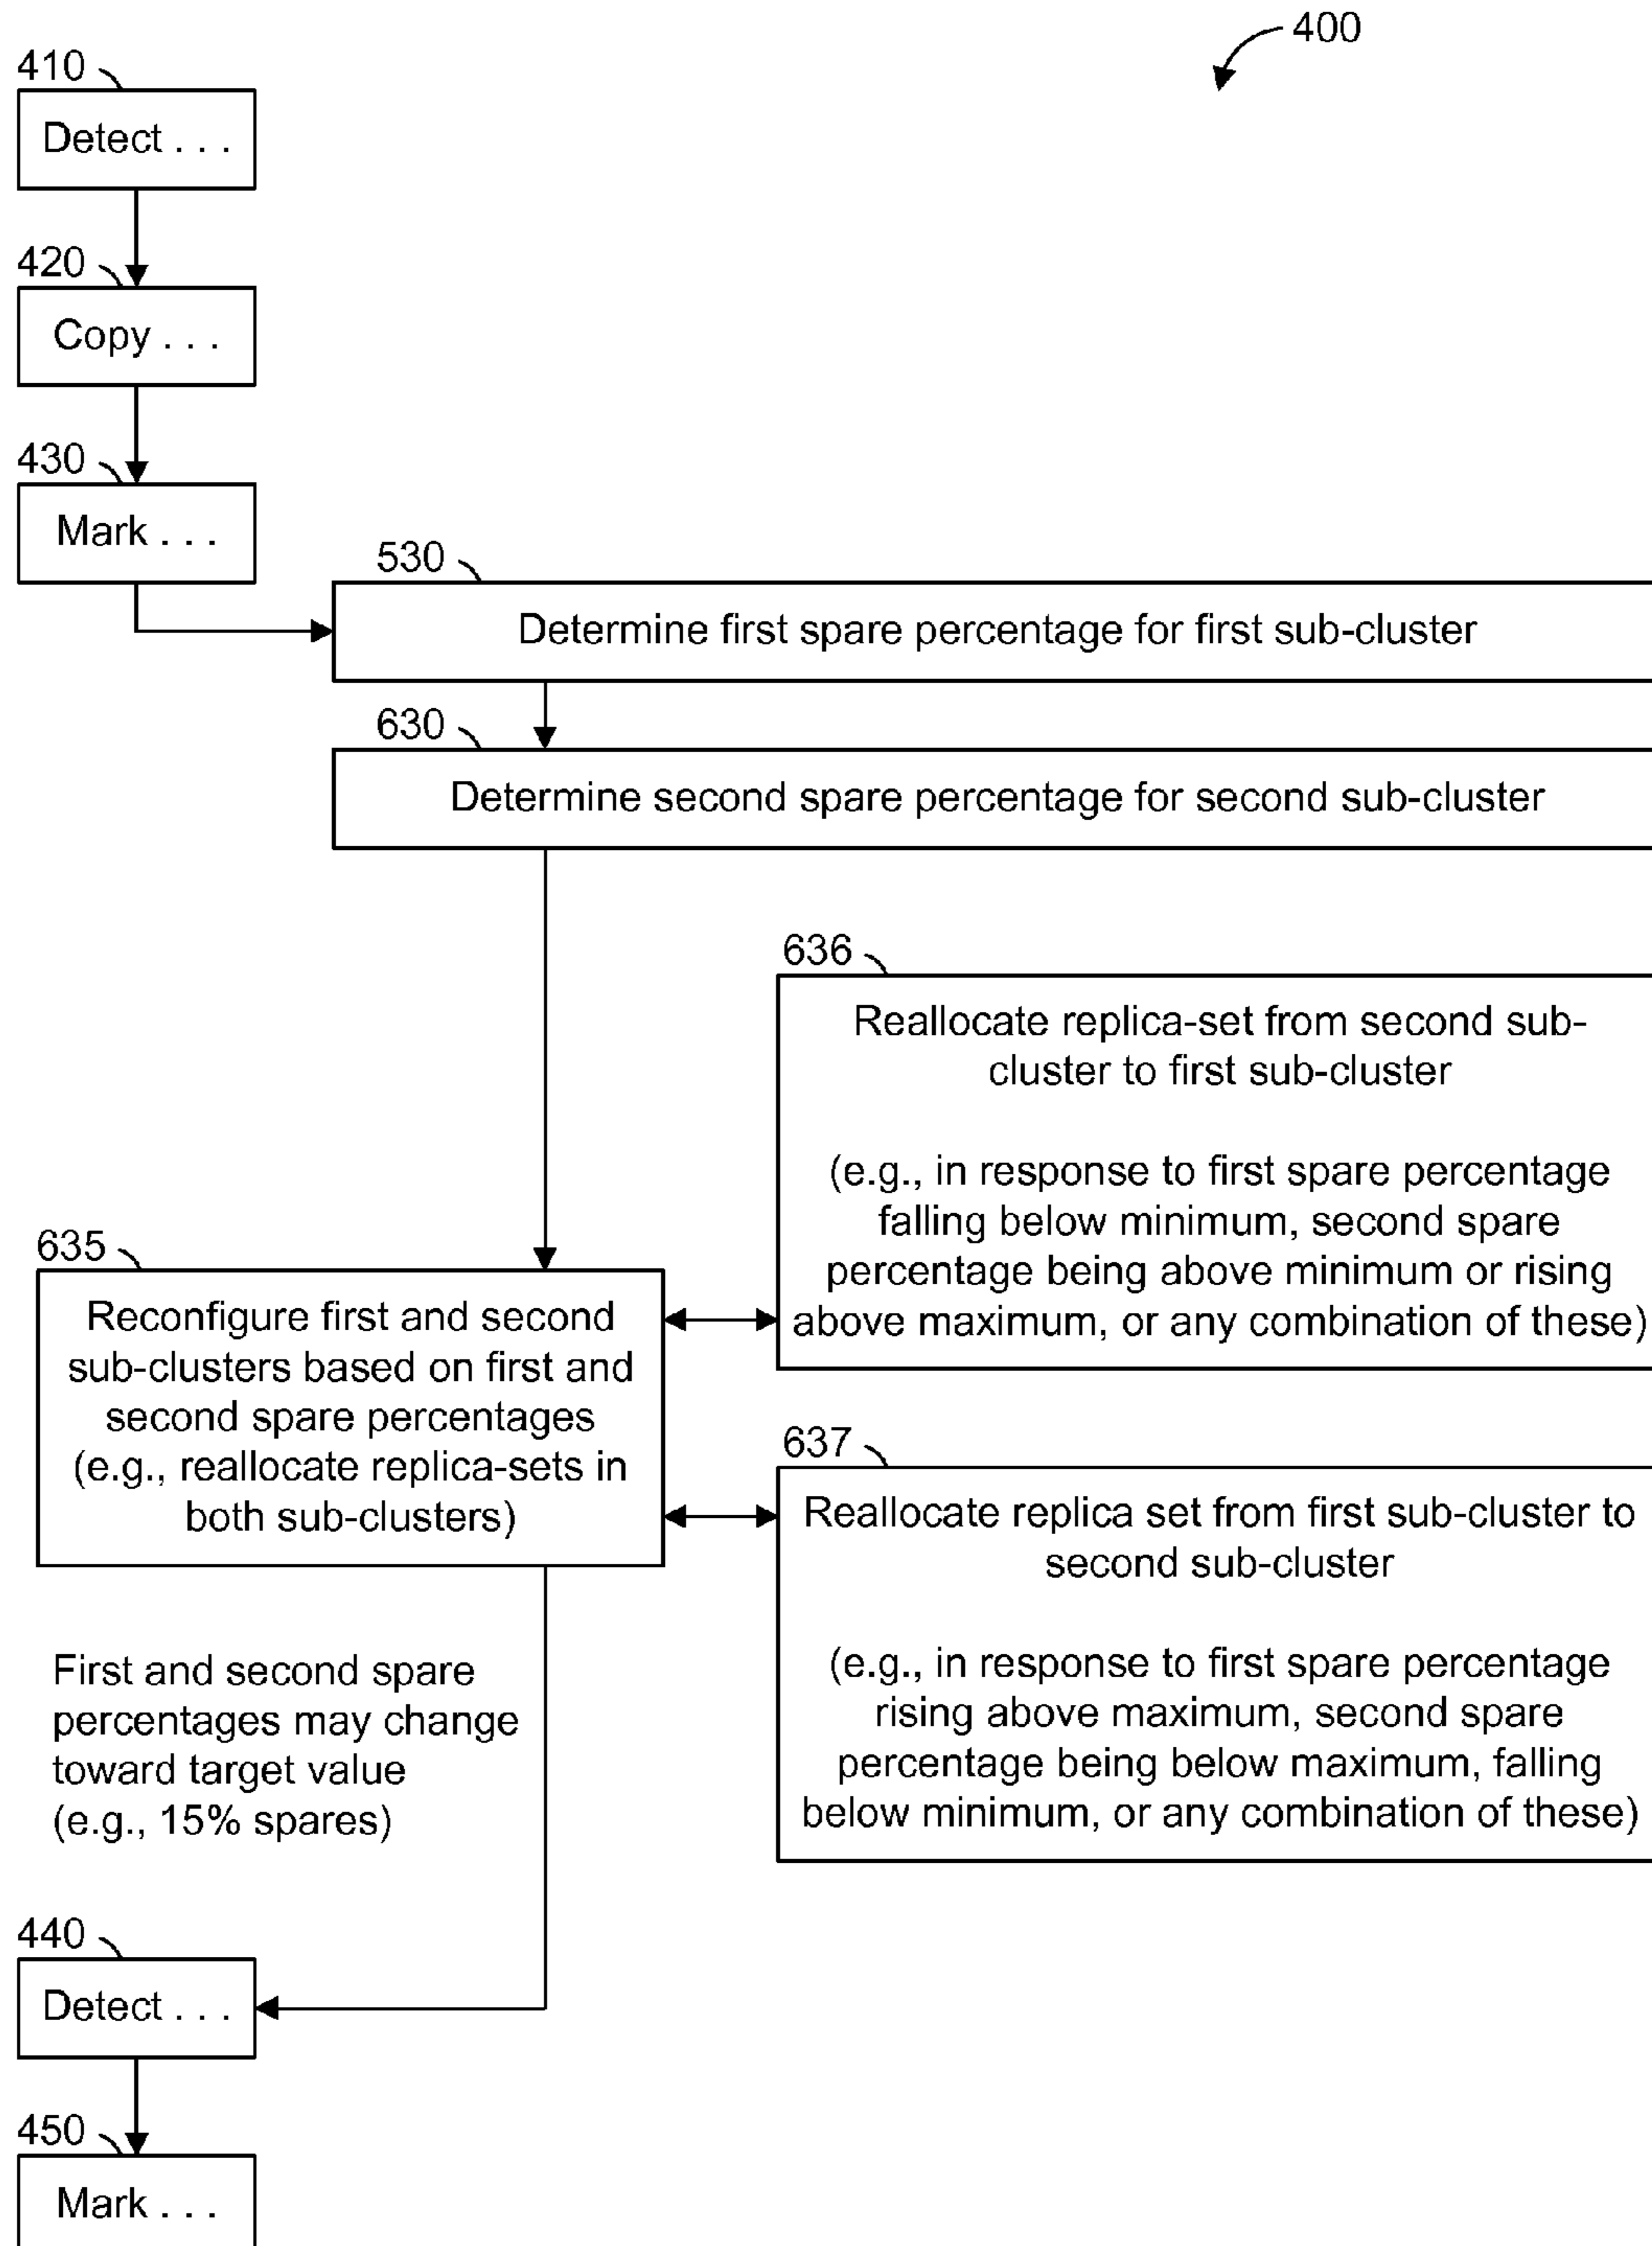 400
410
Detect . . .
420
Copy . . .
430
Mark . . .
530
Determine first spare percentage for first sub-cluster
630
Determine second spare percentage for second sub-cluster
636
Reallocate replica-set from second sub-
cluster to first sub-cluster
(e.g., in response to first spare percentage
falling below minimum, second spare
percentage being above minimum or rising
above maximum, or any combination of these)
635
Reconfigure first and second
sub-clusters based on first and
second spare percentages
(e.g., reallocate replica-sets in
both sub-clusters)
637
Reallocate replica set from first sub-cluster to
second sub-cluster
(e.g., in response to first spare percentage
rising above maximum, second spare
percentage being below maximum, falling
below minimum, or any combination of these)
First and second spare
percentages may change
toward target value
(e.g., 15% spares)
440
Detect . . .
450
Mark . . .